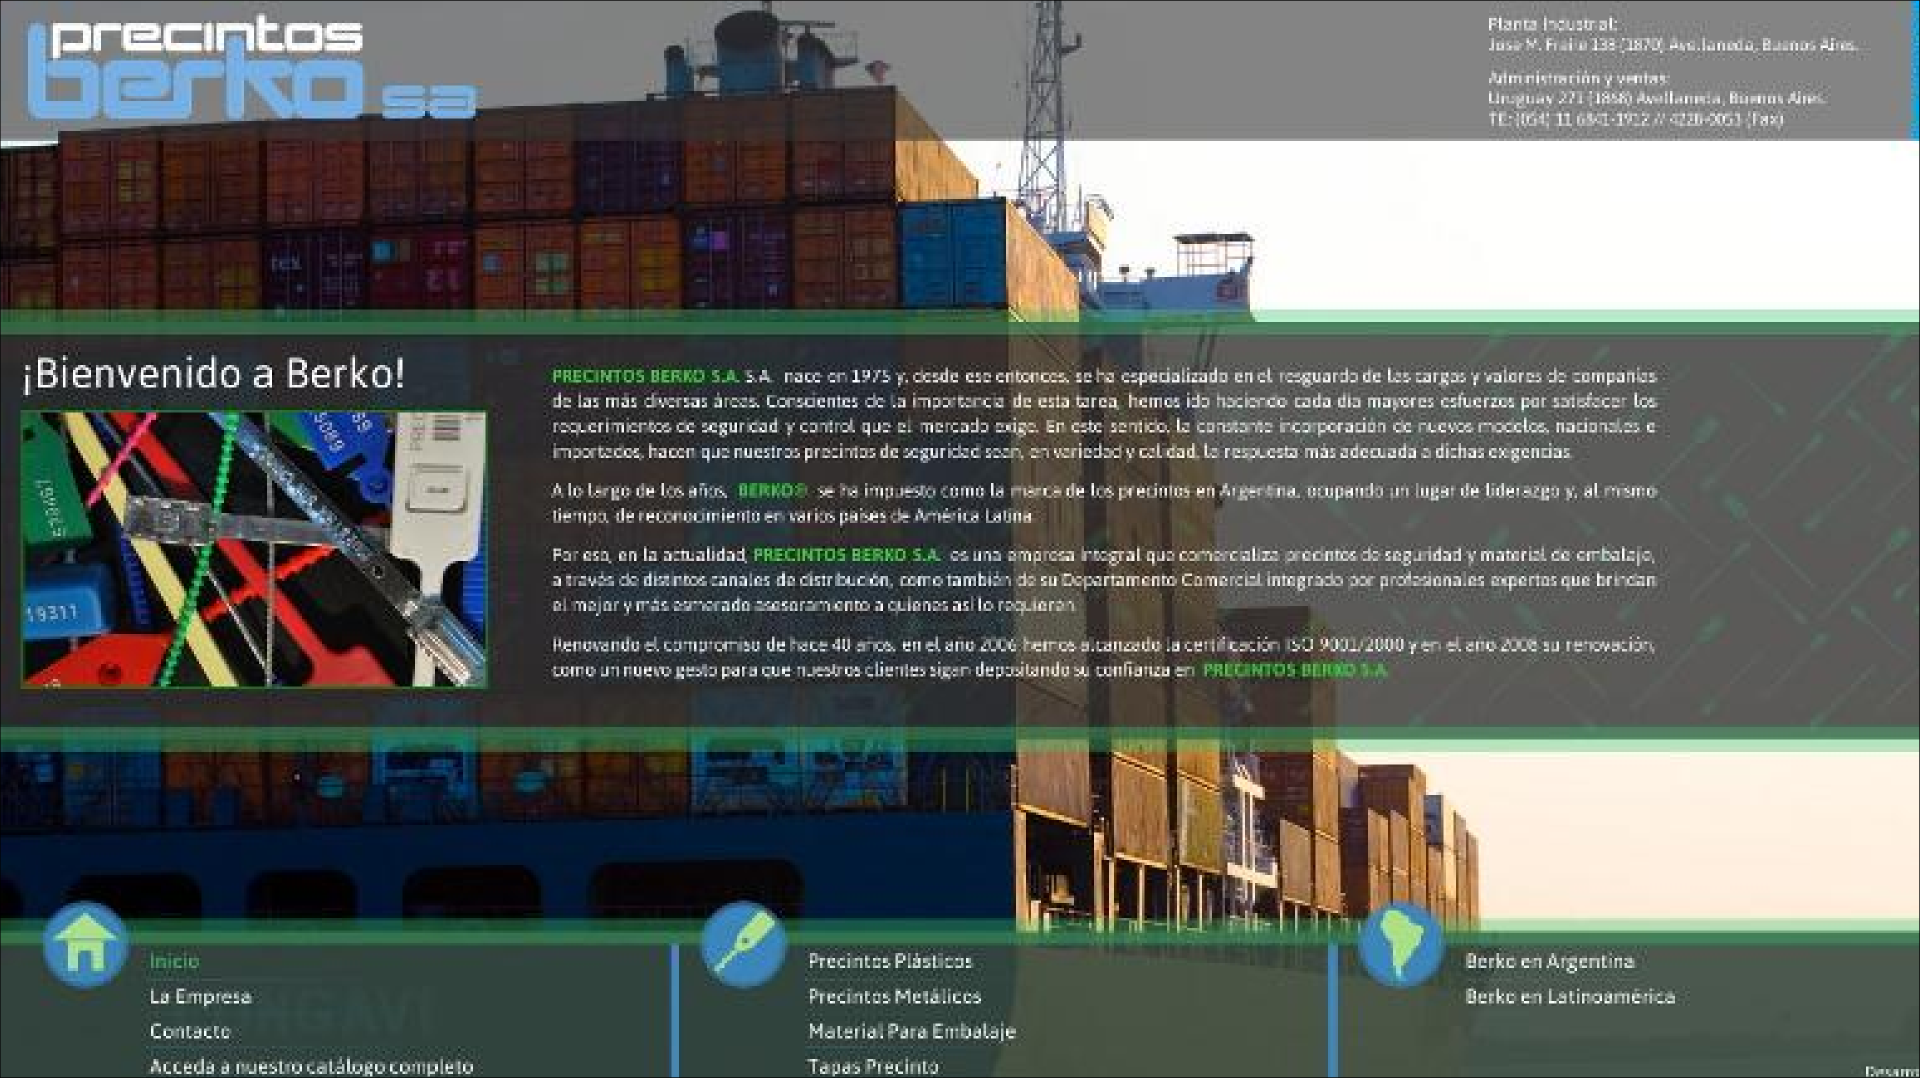 precintos
berko sa
Planta Industrial:
Jose M. Freire 138 (1870) Avellaneda, Buenos Aires.
Administración y ventas:
Uruguay 271 (1868) Avellaneda, Buenos Aires.
TE: (054) 11 6841-1912 // 4228-0051 (Fax)
¡Bienvenido a Berko!
PRECINTOS BERKO S.A. S.A. nace en 1975 y, desde ese entonces, se ha especializado en el resguardo de las cargas y valores de compañías
de las más diversas áreas. Conscientes de la importancia de esta tarea, hemos ido haciendo cada día mayores esfuerzos por satisfacer los
requerimientos de seguridad y control que el mercado exige. En este sentido, la constante incorporación de nuevos modelos, nacionales e
importados, hacen que nuestros precintos de seguridad sean, en variedad y calidad, la respuesta más adecuada a dichas exigencias.
A lo largo de los años, BERKO® se ha impuesto como la marca de los precintos en Argentina, ocupando un lugar de liderazgo y, al mismo
tiempo, de reconocimiento en varios países de América Latina.
Por eso, en la actualidad, PRECINTOS BERKO S.A. es una empresa integral que comercializa precintos de seguridad y material de embalaje,
a través de distintos canales de distribución, como también de su Departamento Comercial integrado por profesionales expertos que brindan
el mejor y más esmerado asesoramiento a quienes así lo requieran.
Renovando el compromiso de hace 40 años, en el año 2006 hemos alcanzado la certificación ISO 9001/2000 y en el año 2008 su renovación,
como un nuevo gesto para que nuestros clientes sigan depositando su confianza en PRECINTOS BERKO S.A.
19311
Inicio
La Empresa
Contacto
Acceda a nuestro catálogo completo
Precintos Plásticos
Precintos Metálicos
Material Para Embalaje
Tapas Precinto
Berko en Argentina
Berko en Latinoamérica